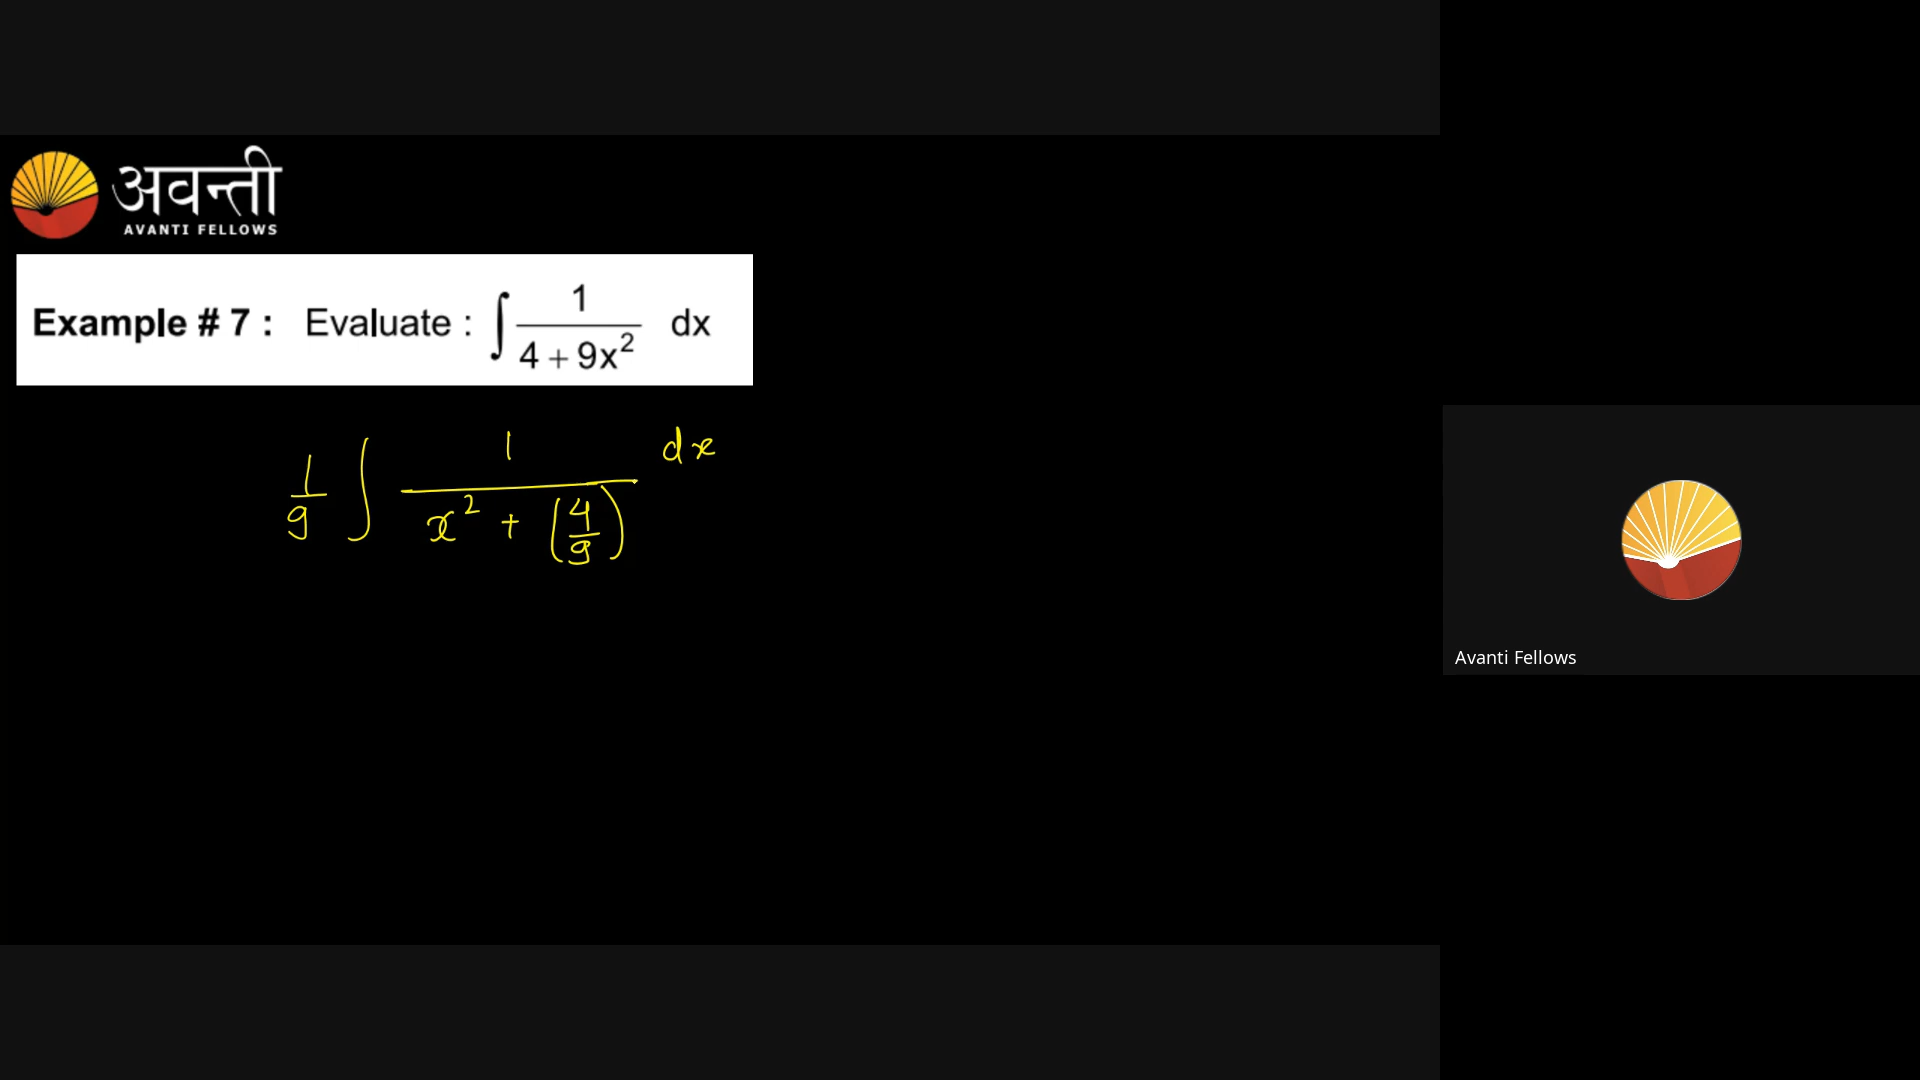 अवन्ती
AVANTI FELLOWS
Example # 7 : Evaluate : ∫ 1/(4 + 9x²) dx
1/9 ∫ 1/(x² + (4/9)) dx
Avanti Fellows